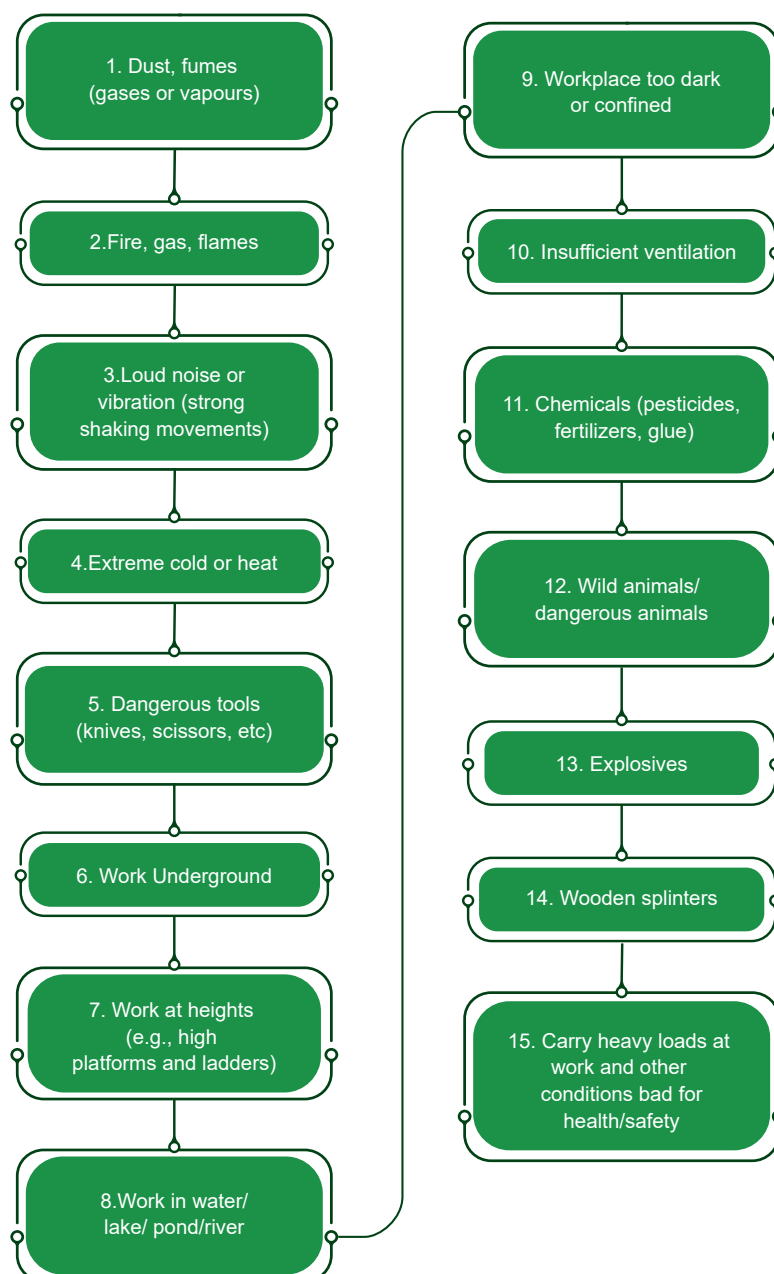 1. Dust, fumes
(gases or vapours)
2.Fire, gas, flames
3.Loud noise or
vibration (strong
shaking movements)
4.Extreme cold or heat
5. Dangerous tools
(knives, scissors, etc)
6. Work Underground
7. Work at heights
(e.g., high
platforms and ladders)
8.Work in water/
lake/ pond/river
9. Workplace too dark
or confined
10. Insufficient ventilation
11. Chemicals (pesticides,
fertilizers, glue)
12. Wild animals/
dangerous animals
13. Explosives
14. Wooden splinters
15. Carry heavy loads at
work and other
conditions bad for
health/safety